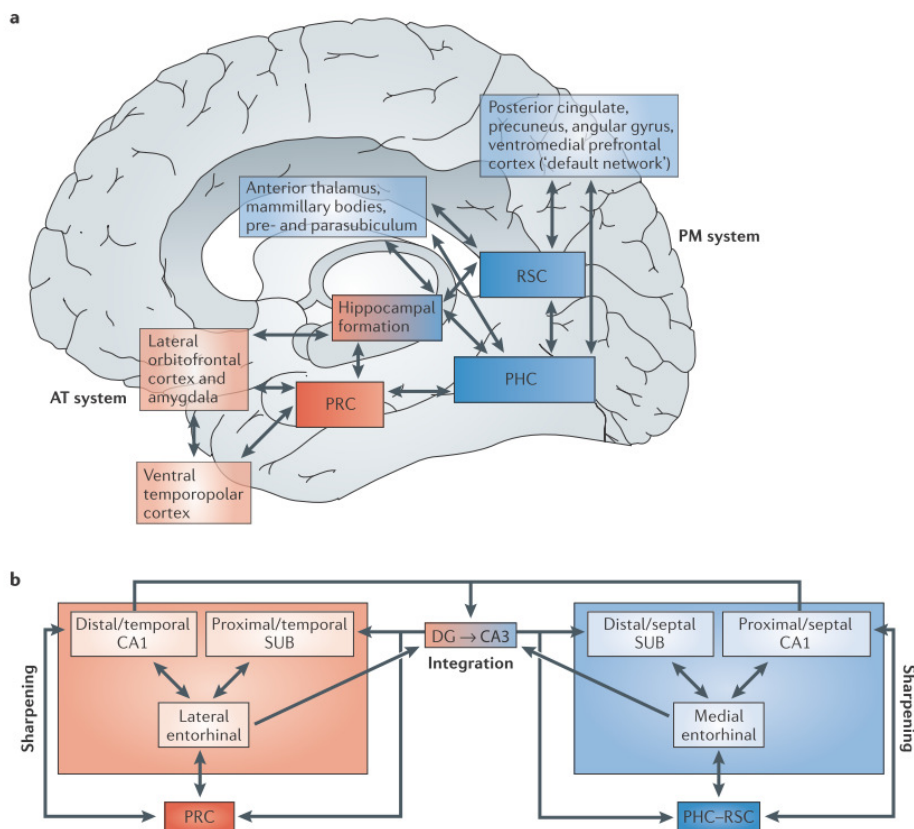 a
Posterior cingulate,
precuneus, angular gyrus,
ventromedial prefrontal
cortex (‘default network’)
Anterior thalamus,
mammillary bodies,
pre- and parasubiculum
PM system
RSC
Hippocampal
formation
Lateral
orbitofrontal
cortex and
amygdala
AT system
PHC
PRC
Ventral
temporopolar
cortex
b
Distal/temporal
CA1
Proximal/temporal
SUB
DG → CA3
Integration
Distal/septal
SUB
Proximal/septal
CA1
Sharpening
Lateral
entorhinal
Medial
entorhinal
Sharpening
PRC
PHC–RSC